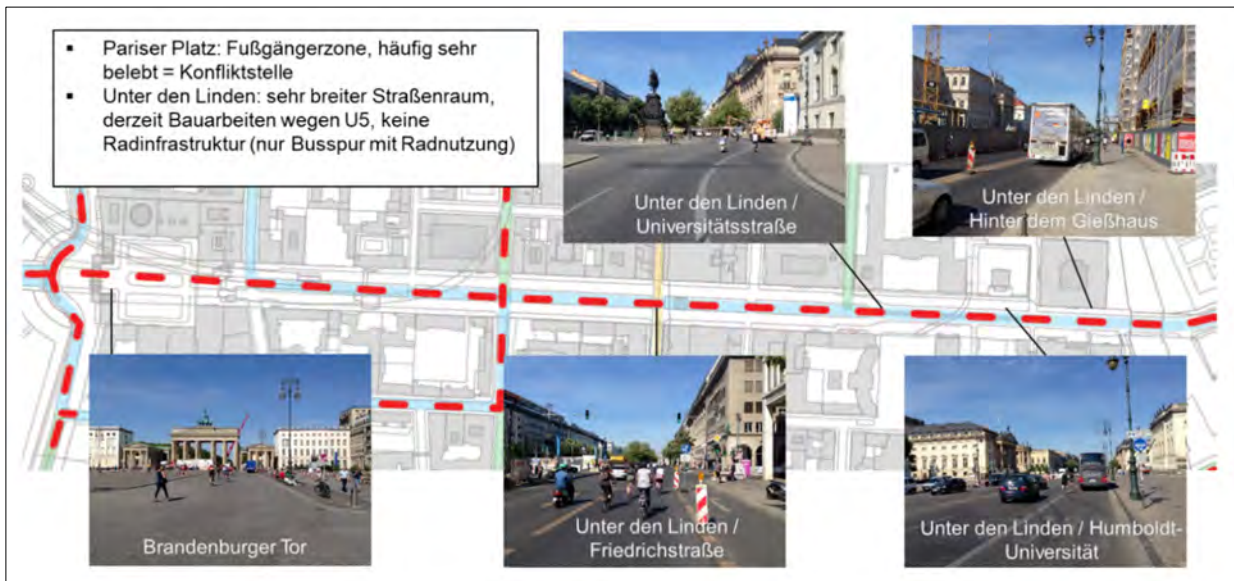 ▪ Pariser Platz: Fußgängerzone, häufig sehr
belebt = Konfliktstelle
▪ Unter den Linden: sehr breiter Straßenraum,
derzeit Bauarbeiten wegen U5, keine
Radinfrastruktur (nur Busspur mit Radnutzung)
Unter den Linden /
Universitätsstraße
Unter den Linden /
Hinter dem Gießhaus
Brandenburger Tor
Unter den Linden /
Friedrichstraße
Unter den Linden / Humboldt-
Universität